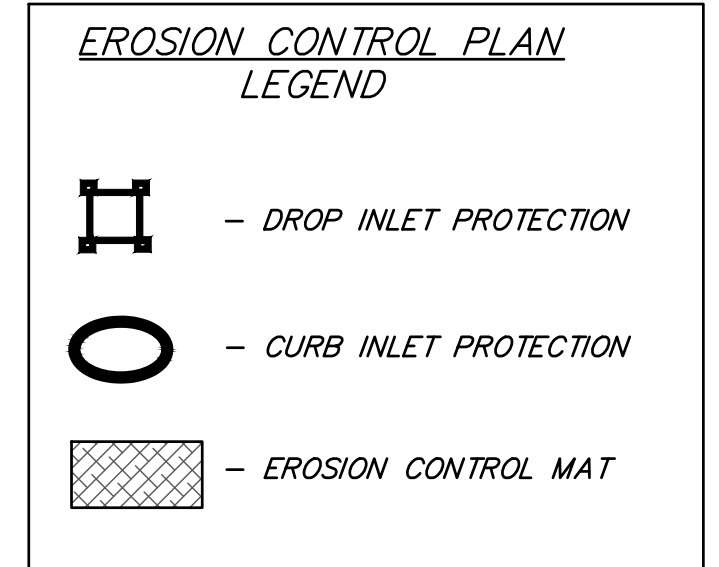 EROSION CONTROL PLAN
LEGEND
- DROP INLET PROTECTION
- CURB INLET PROTECTION
- EROSION CONTROL MAT